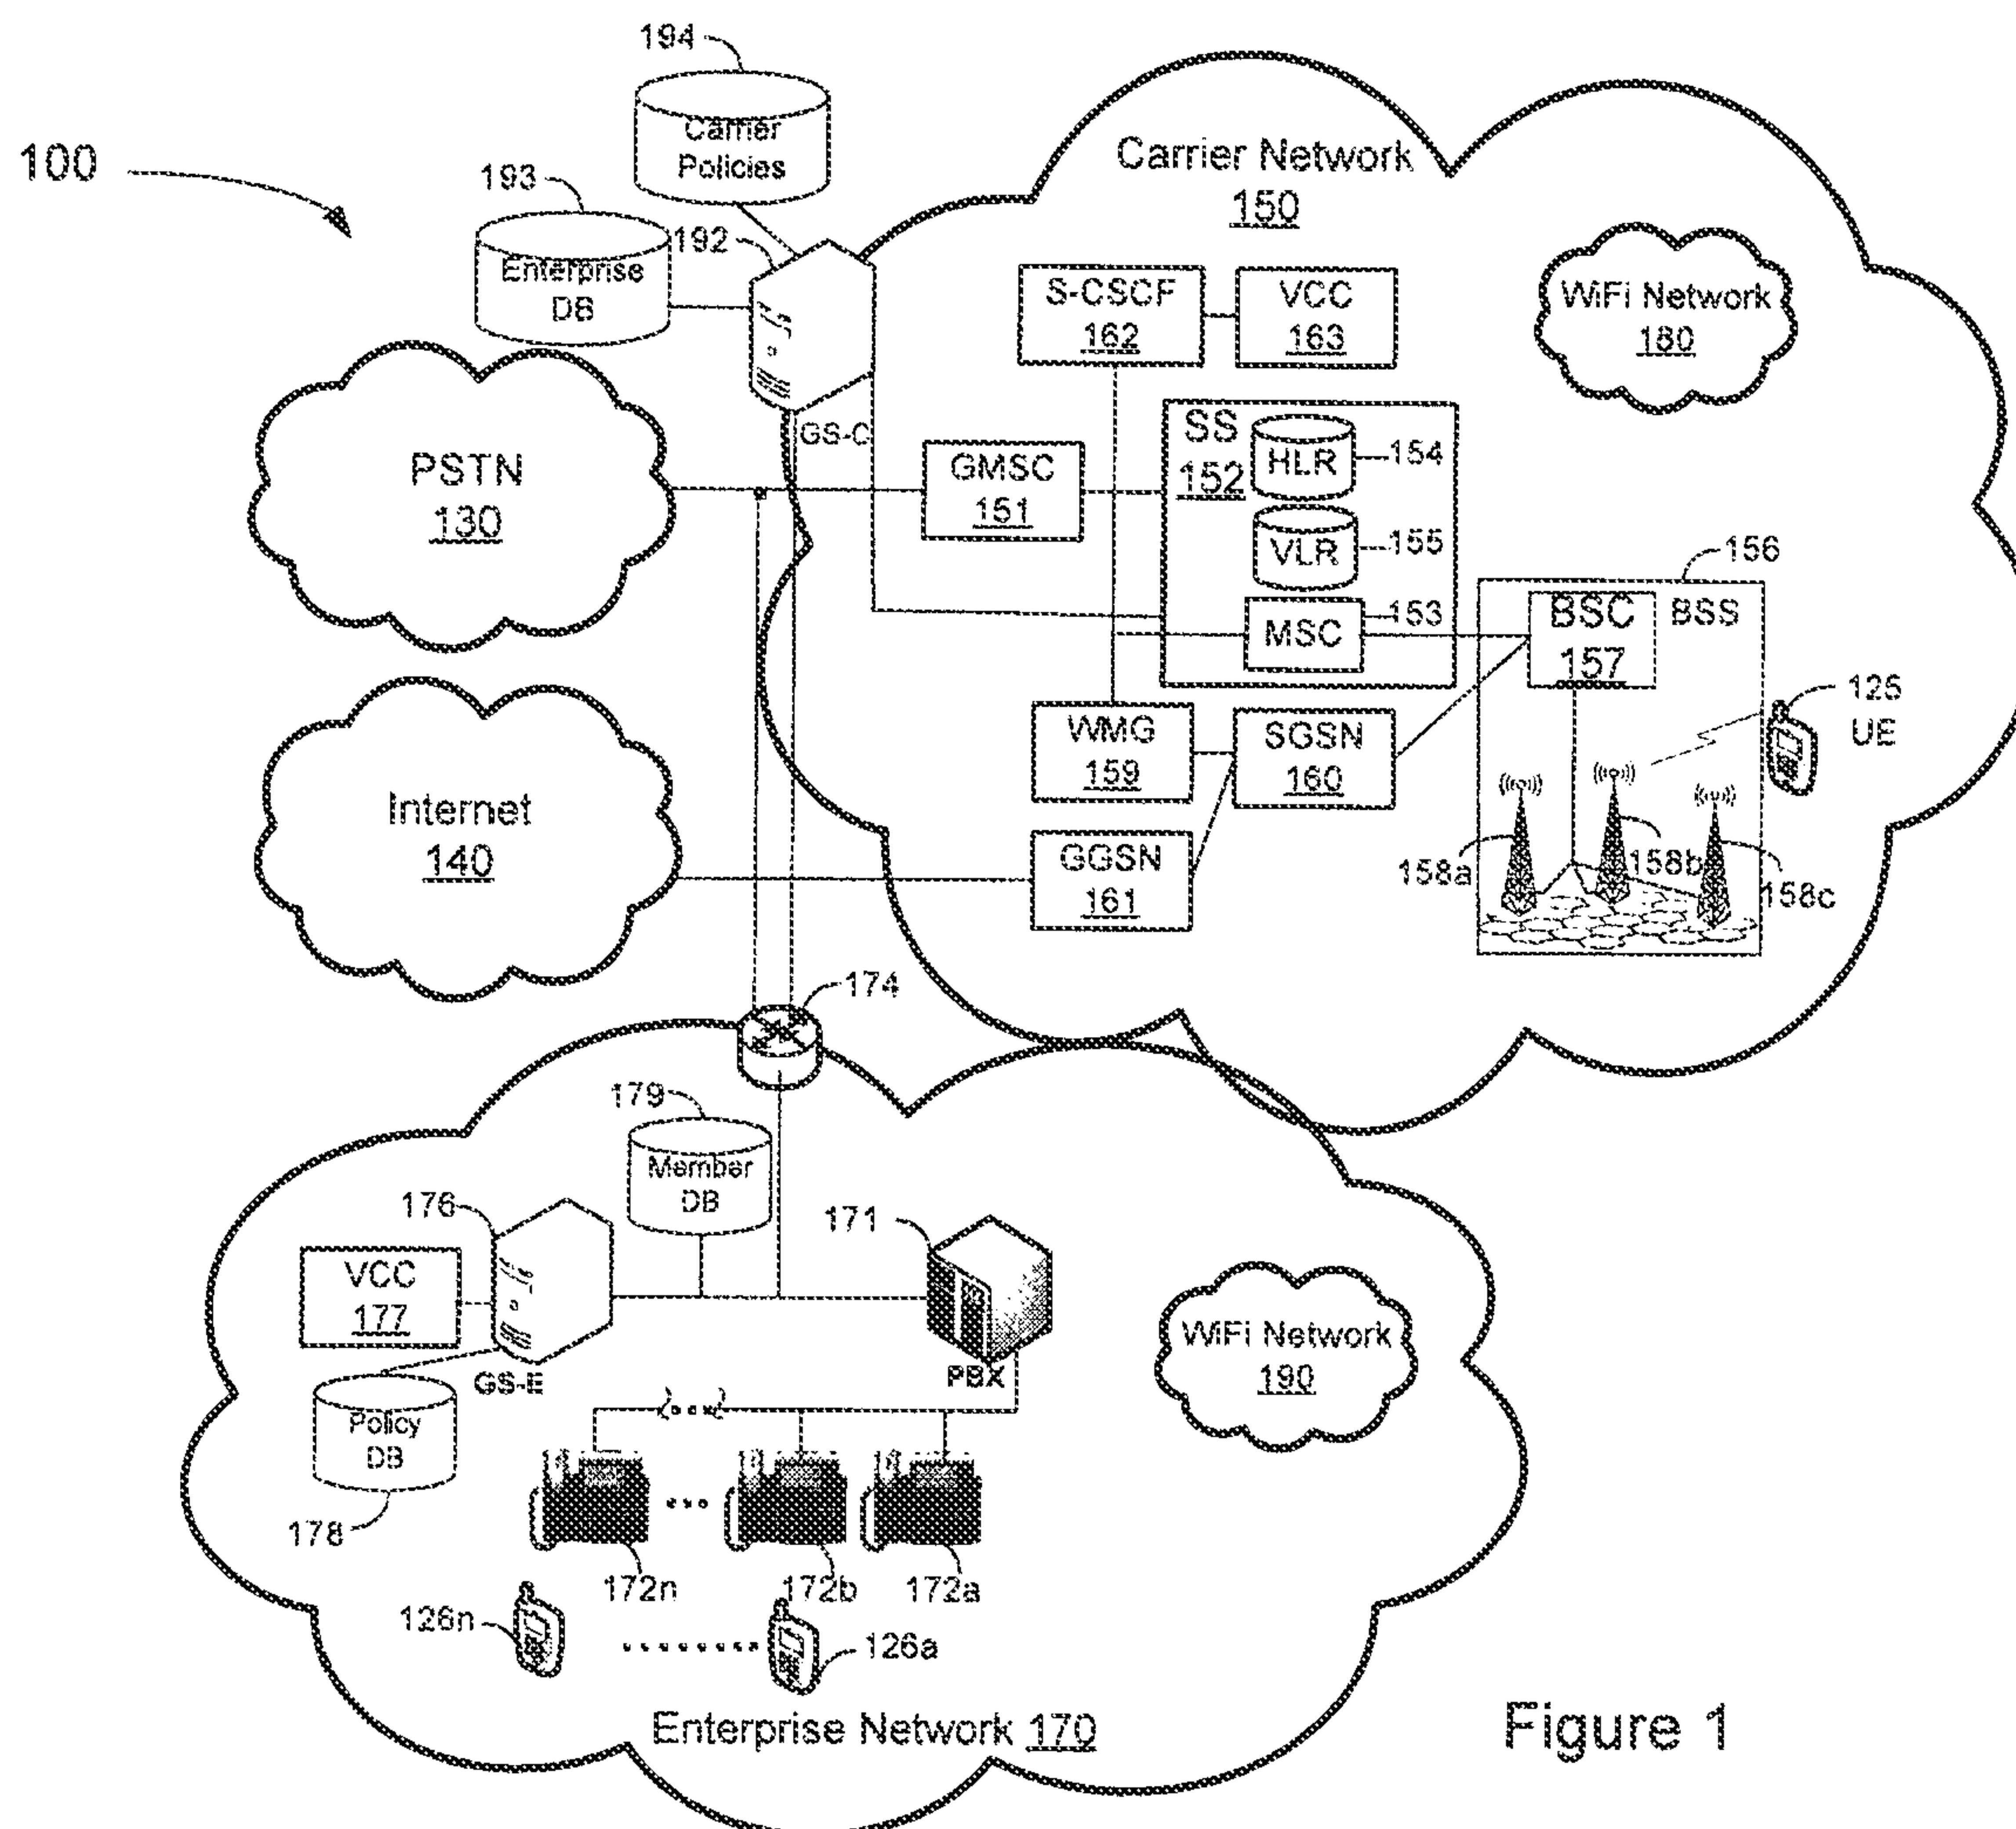 100
194
Carrier
Policies
193
Enterprise
DB
192
GS-C
Carrier Network
150
WiFi Network
180
S-CSCF
162
VCC
163
PSTN
130
GMSC
151
SS
152
HLR
154
VLR
155
MSC
153
156
BSC
157
BSS
125
UE
158a
158b
158c
WMG
159
SGSN
160
GGSN
161
Internet
140
174
179
Member
DB
176
VCC
177
GS-E
171
PBX
Policy
DB
178
WiFi Network
190
172n
172b
172a
126n
126a
Enterprise Network 170
Figure 1